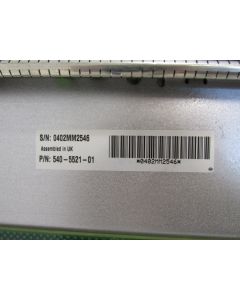 S/N: 0402MM2546
Assembled in UK
P/N: 540-5521-01
*0402MM2546*